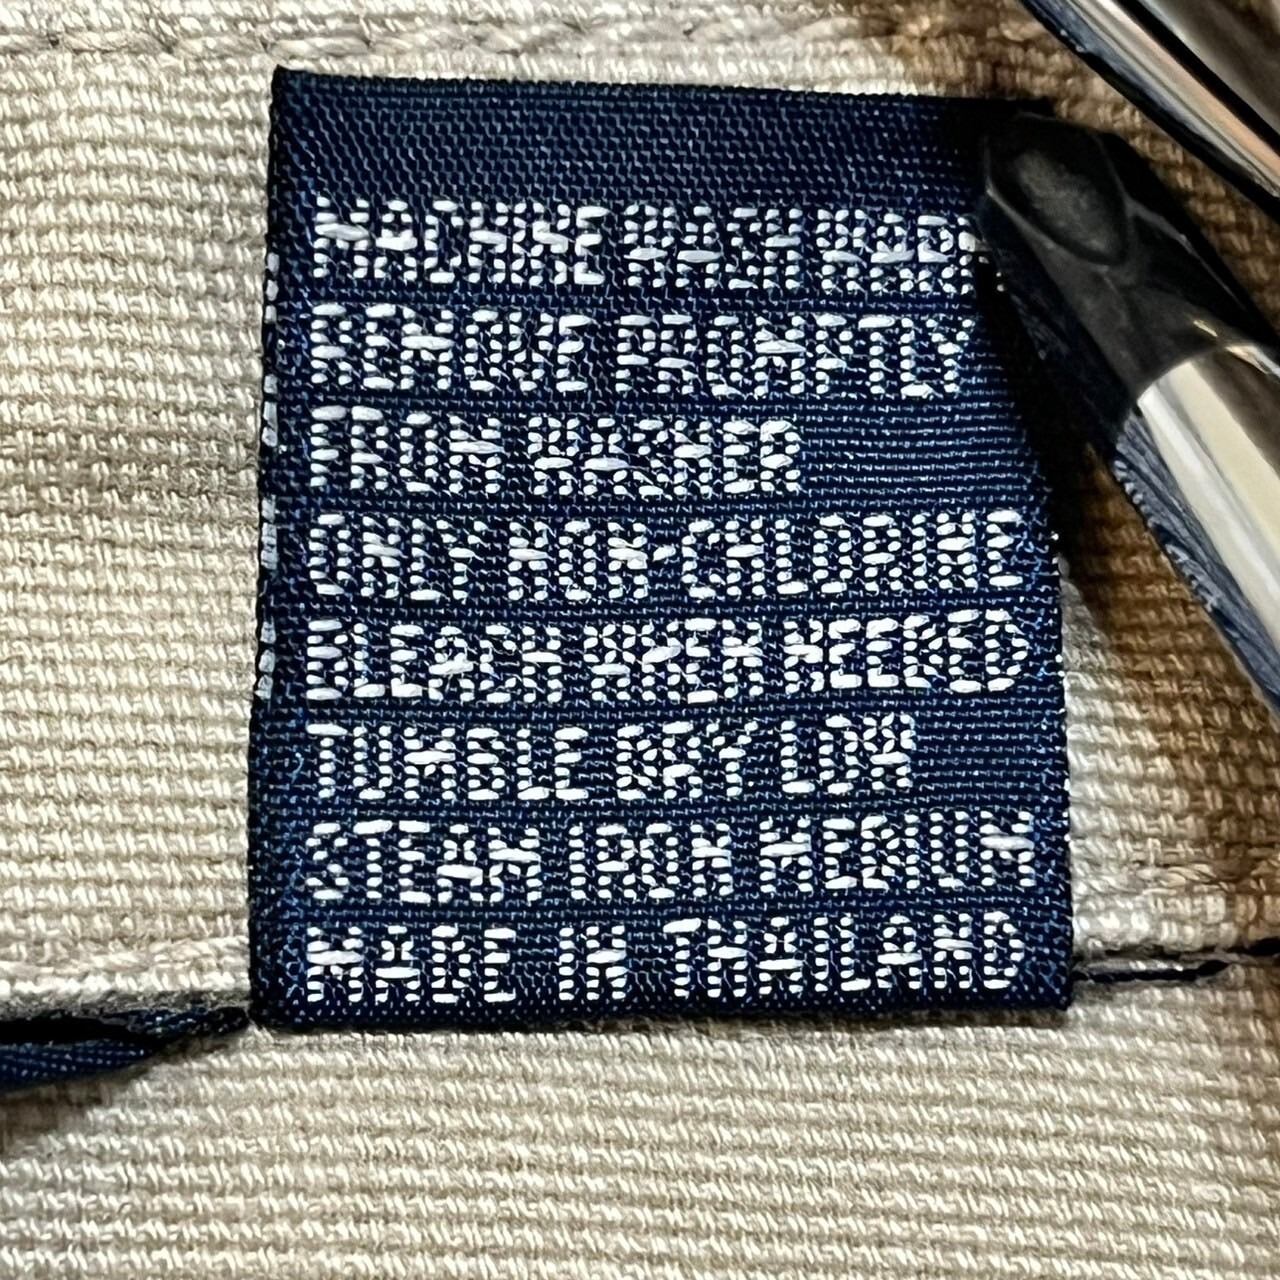 MACHINE WASH WARM
REMOVE PROMPTLY
FROM WASHER
ONLY NON-CHLORINE
BLEACH WHEN NEEDED
TUMBLE DRY LOW
STEAM IRON MEDIUM
MADE IN THAILAND